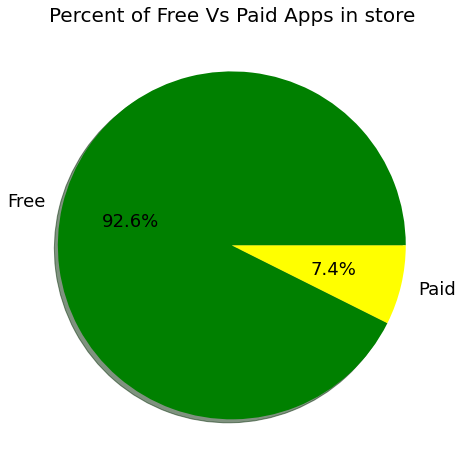 Percent of Free Vs Paid Apps in store
Free
92.6%
7.4%
Paid